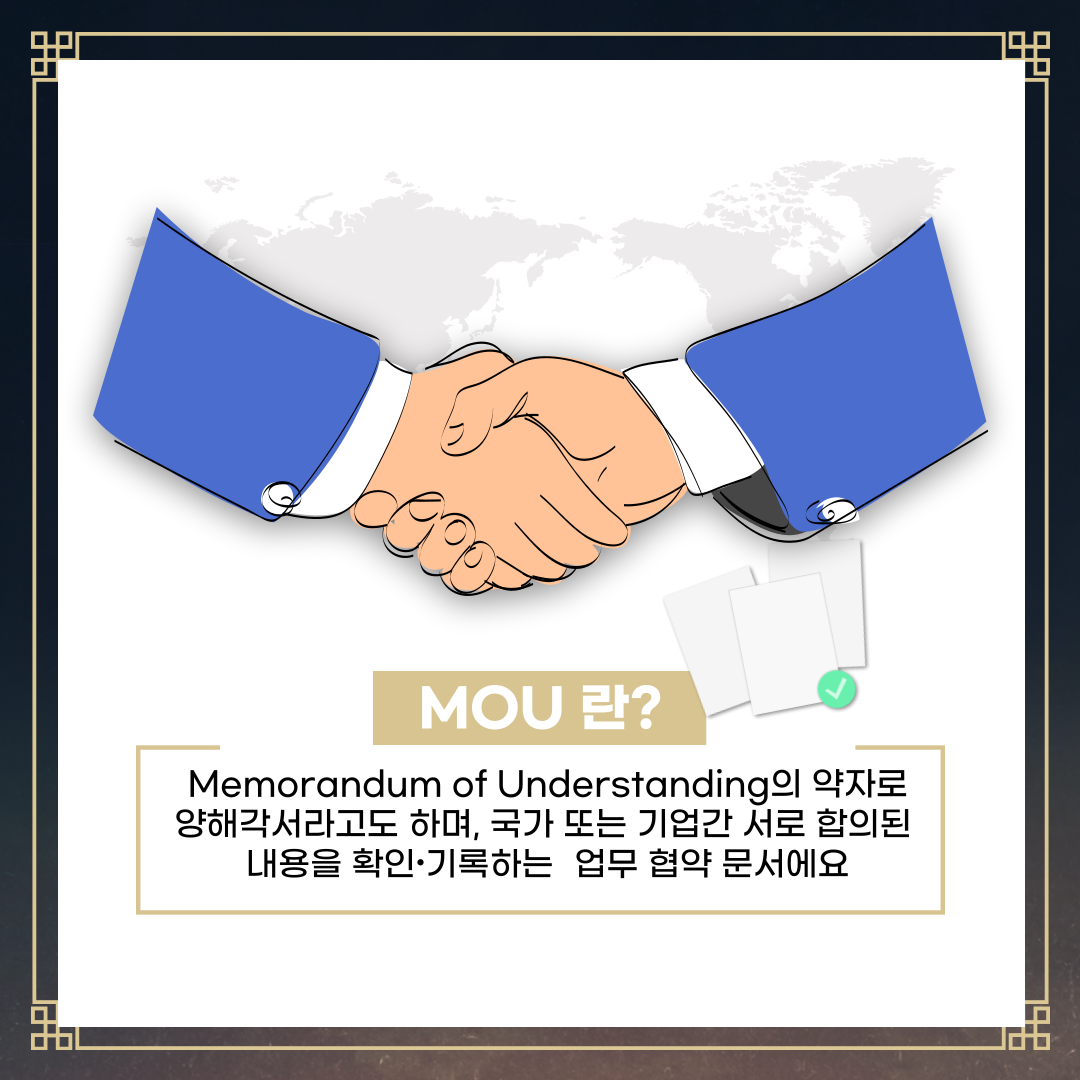 MOU 란?
Memorandum of Understanding의 약자로
양해각서라고도 하며, 국가 또는 기업간 서로 합의된
내용을 확인•기록하는 업무 협약 문서에요